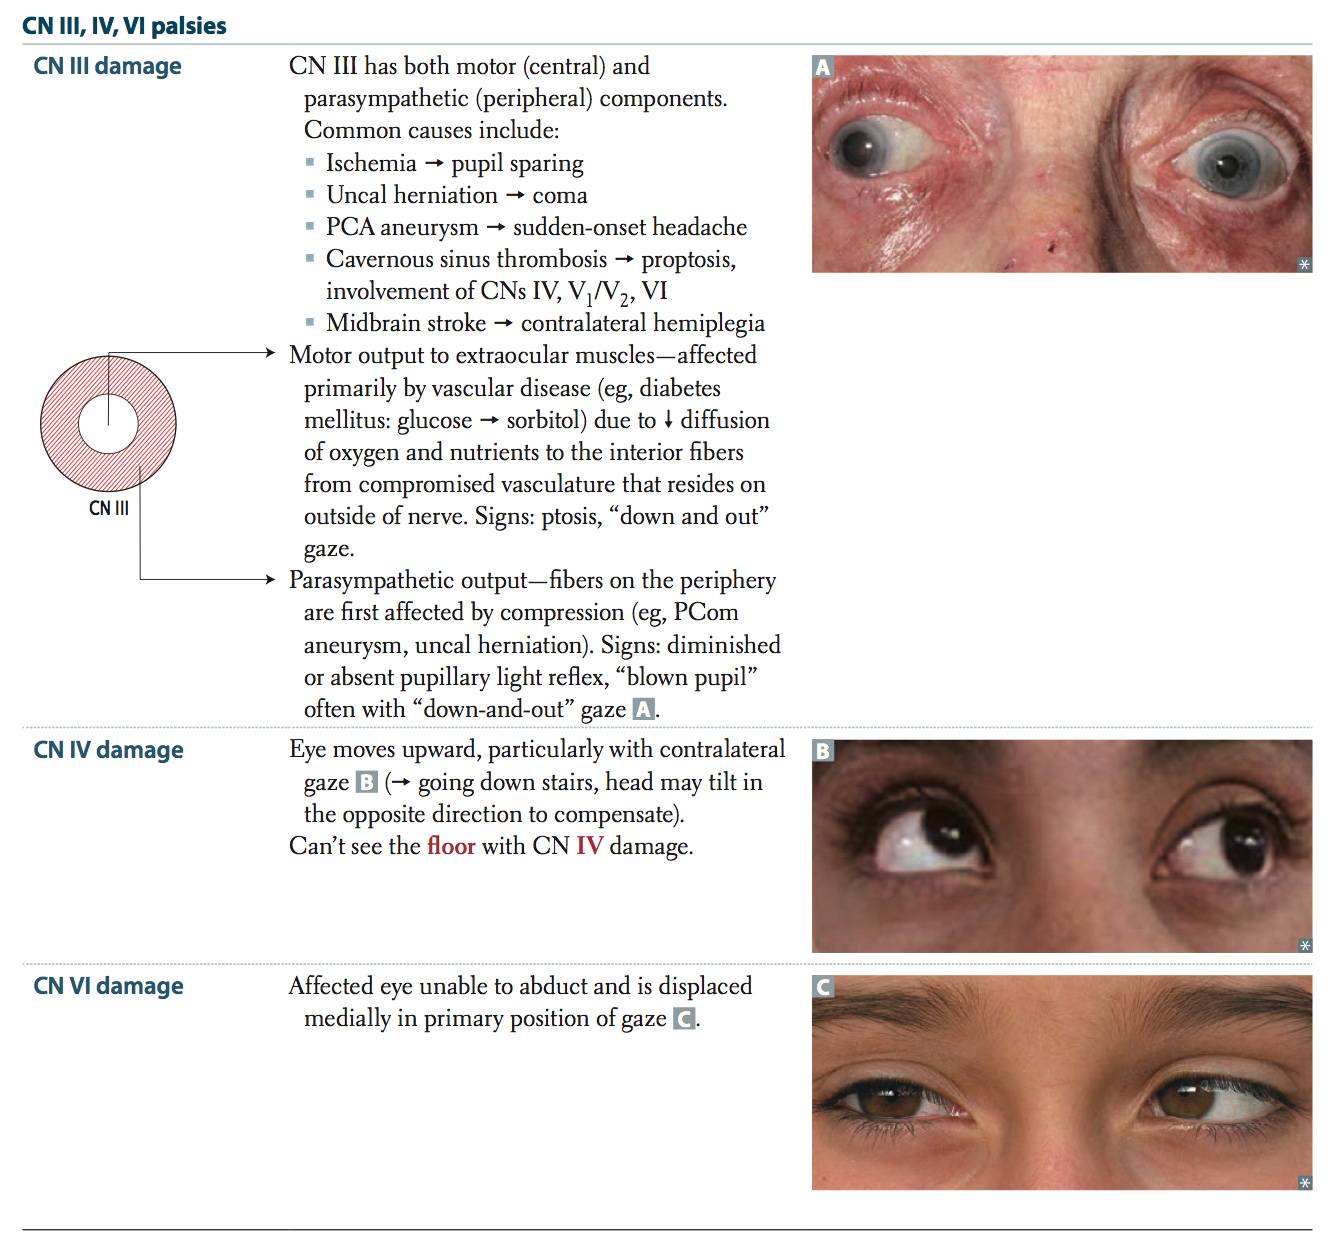 CN III, IV, VI palsies
CN III damage
CN III has both motor (central) and
parasympathetic (peripheral) components.
Common causes include:
▪ Ischemia → pupil sparing
▪ Uncal herniation → coma
▪ PCA aneurysm → sudden-onset headache
▪ Cavernous sinus thrombosis → proptosis,
involvement of CNs IV, V₁/V₂, VI
▪ Midbrain stroke → contralateral hemiplegia
Motor output to extraocular muscles—affected
primarily by vascular disease (eg, diabetes
mellitus: glucose → sorbitol) due to ↓ diffusion
of oxygen and nutrients to the interior fibers
from compromised vasculature that resides on
outside of nerve. Signs: ptosis, “down and out”
gaze.
CN III
Parasympathetic output—fibers on the periphery
are first affected by compression (eg, PCom
aneurysm, uncal herniation). Signs: diminished
or absent pupillary light reflex, “blown pupil”
often with “down-and-out” gaze A.
A
CN IV damage
Eye moves upward, particularly with contralateral
gaze B (→ going down stairs, head may tilt in
the opposite direction to compensate).
Can’t see the floor with CN IV damage.
B
CN VI damage
Affected eye unable to abduct and is displaced
medially in primary position of gaze C.
C